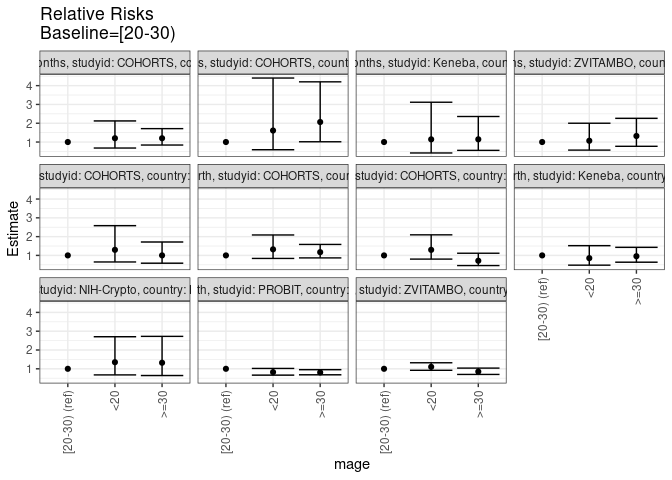 Relative Risks
Baseline=[20-30)
onths, studyid: COHORTS, co
s, studyid: COHORTS, count
onths, studyid: Keneba, coun
ns, studyid: ZVITAMBO, coun
4
3
2
1
studyid: COHORTS, country:
rth, studyid: COHORTS, coun
studyid: COHORTS, country:
rth, studyid: Keneba, country
4
3
2
1
tudyid: NIH-Crypto, country:
th, studyid: PROBIT, country:
studyid: ZVITAMBO, country
4
3
2
1
Estimate
[20-30) (ref)
<20
>=30
[20-30) (ref)
<20
>=30
[20-30) (ref)
<20
>=30
[20-30) (ref)
<20
>=30
mage